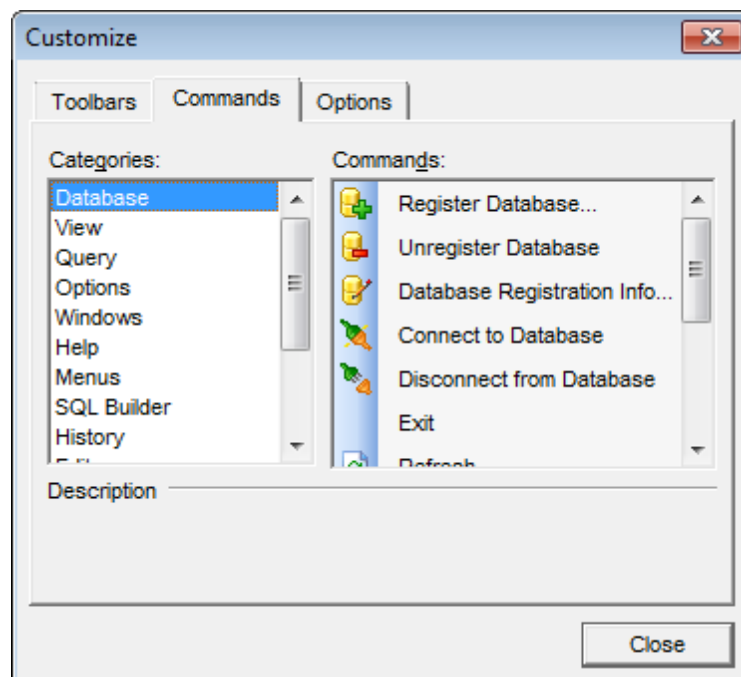 Customize
Toolbars
Commands
Options
Categories:
Database
View
Query
Options
Windows
Help
Menus
SQL Builder
History
Commands:
Register Database...
Unregister Database
Database Registration Info...
Connect to Database
Disconnect from Database
Exit
Refresh
Description
Close